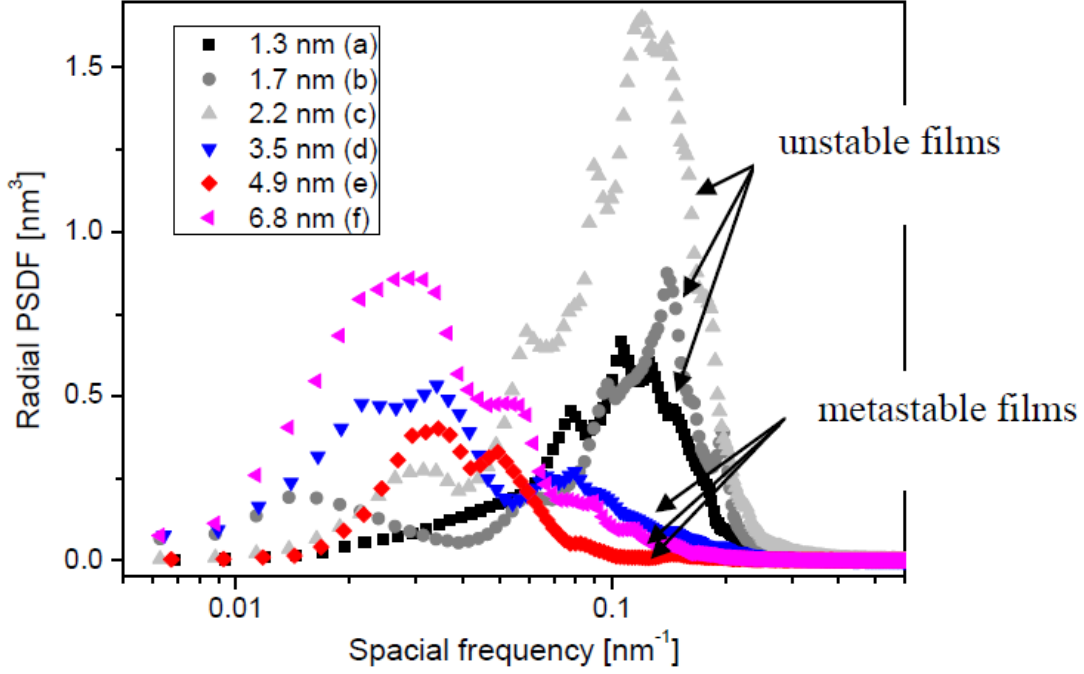 1.5
1.0
0.5
0.0
Radial PSDF [nm³]
1.3 nm (a)
1.7 nm (b)
2.2 nm (c)
3.5 nm (d)
4.9 nm (e)
6.8 nm (f)
unstable films
metastable films
0.01
0.1
Spacial frequency [nm⁻¹]